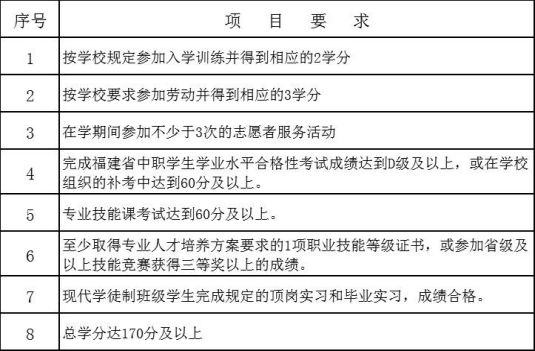 序号 项 目 要 求
1 按学校规定参加入学训练并得到相应的2学分
2 按学校要求参加劳动并得到相应的3学分
3 在学期间参加不少于3次的志愿者服务活动
4 完成福建省中职学生学业水平合格性考试成绩达到D级及以上，或在学校
组织的补考中达到60分及以上。
5 专业技能课考试达到60分及以上。
6 至少取得专业人才培养方案要求的1项职业技能等级证书，或参加省级及
以上技能竞赛获得三等奖以上的成绩。
7 现代学徒制班级学生完成规定的顶岗实习和毕业实习，成绩合格。
8 总学分达170分及以上